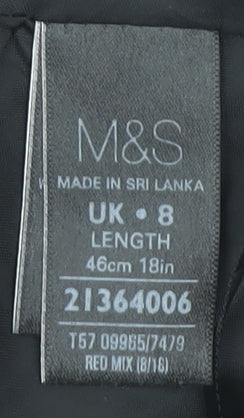 M&S
MADE IN SRI LANKA
UK • 8
LENGTH
46cm 18in
21364006
T57 09965/7479
RED MIX (8/16)